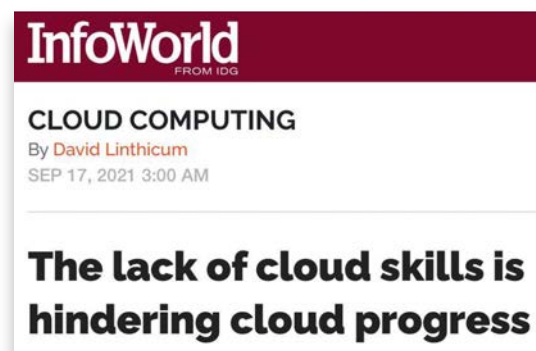 InfoWorld
FROM IDG
CLOUD COMPUTING
By David Linthicum
SEP 17, 2021 3:00 AM
The lack of cloud skills is
hindering cloud progress